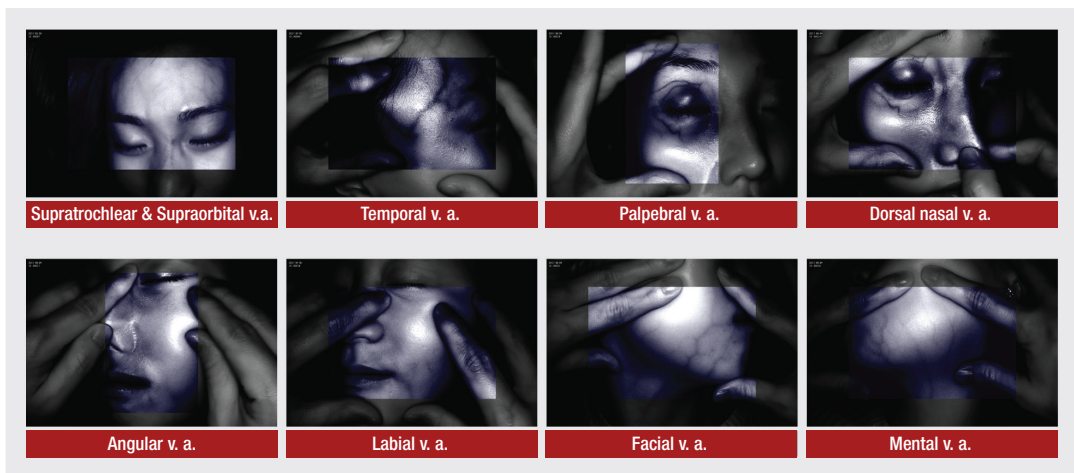 Supratrochlear & Supraorbital v.a.
Temporal v. a.
Palpebral v. a.
Dorsal nasal v. a.
Angular v. a.
Labial v. a.
Facial v. a.
Mental v. a.